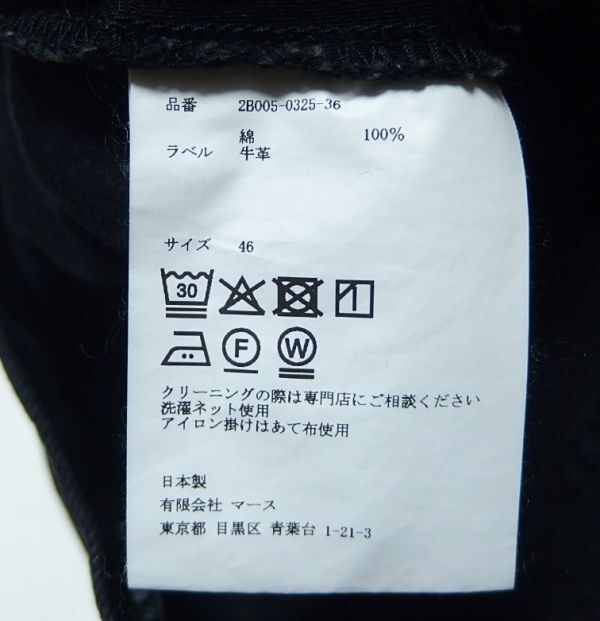 品番 2B005-0325-36
綿 100%
ラベル 牛革
サイズ 46
30
F W
クリーニングの際は専門店にご相談ください
洗濯ネット使用
アイロン掛けはあて布使用
日本製
有限会社 マース
東京都 目黒区 青葉台 1-21-3